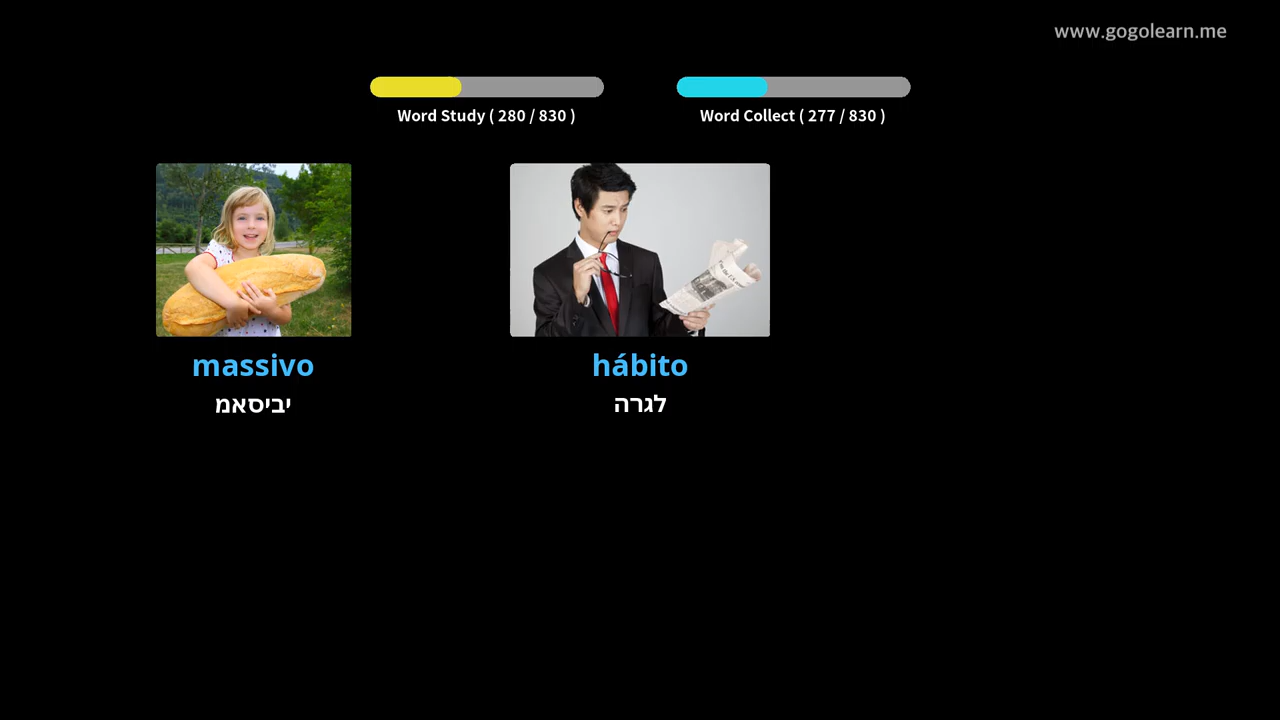 www.gogolearn.me
Word Study ( 280 / 830 )
Word Collect ( 277 / 830 )
massivo
יביסאמ
hábito
לגרה